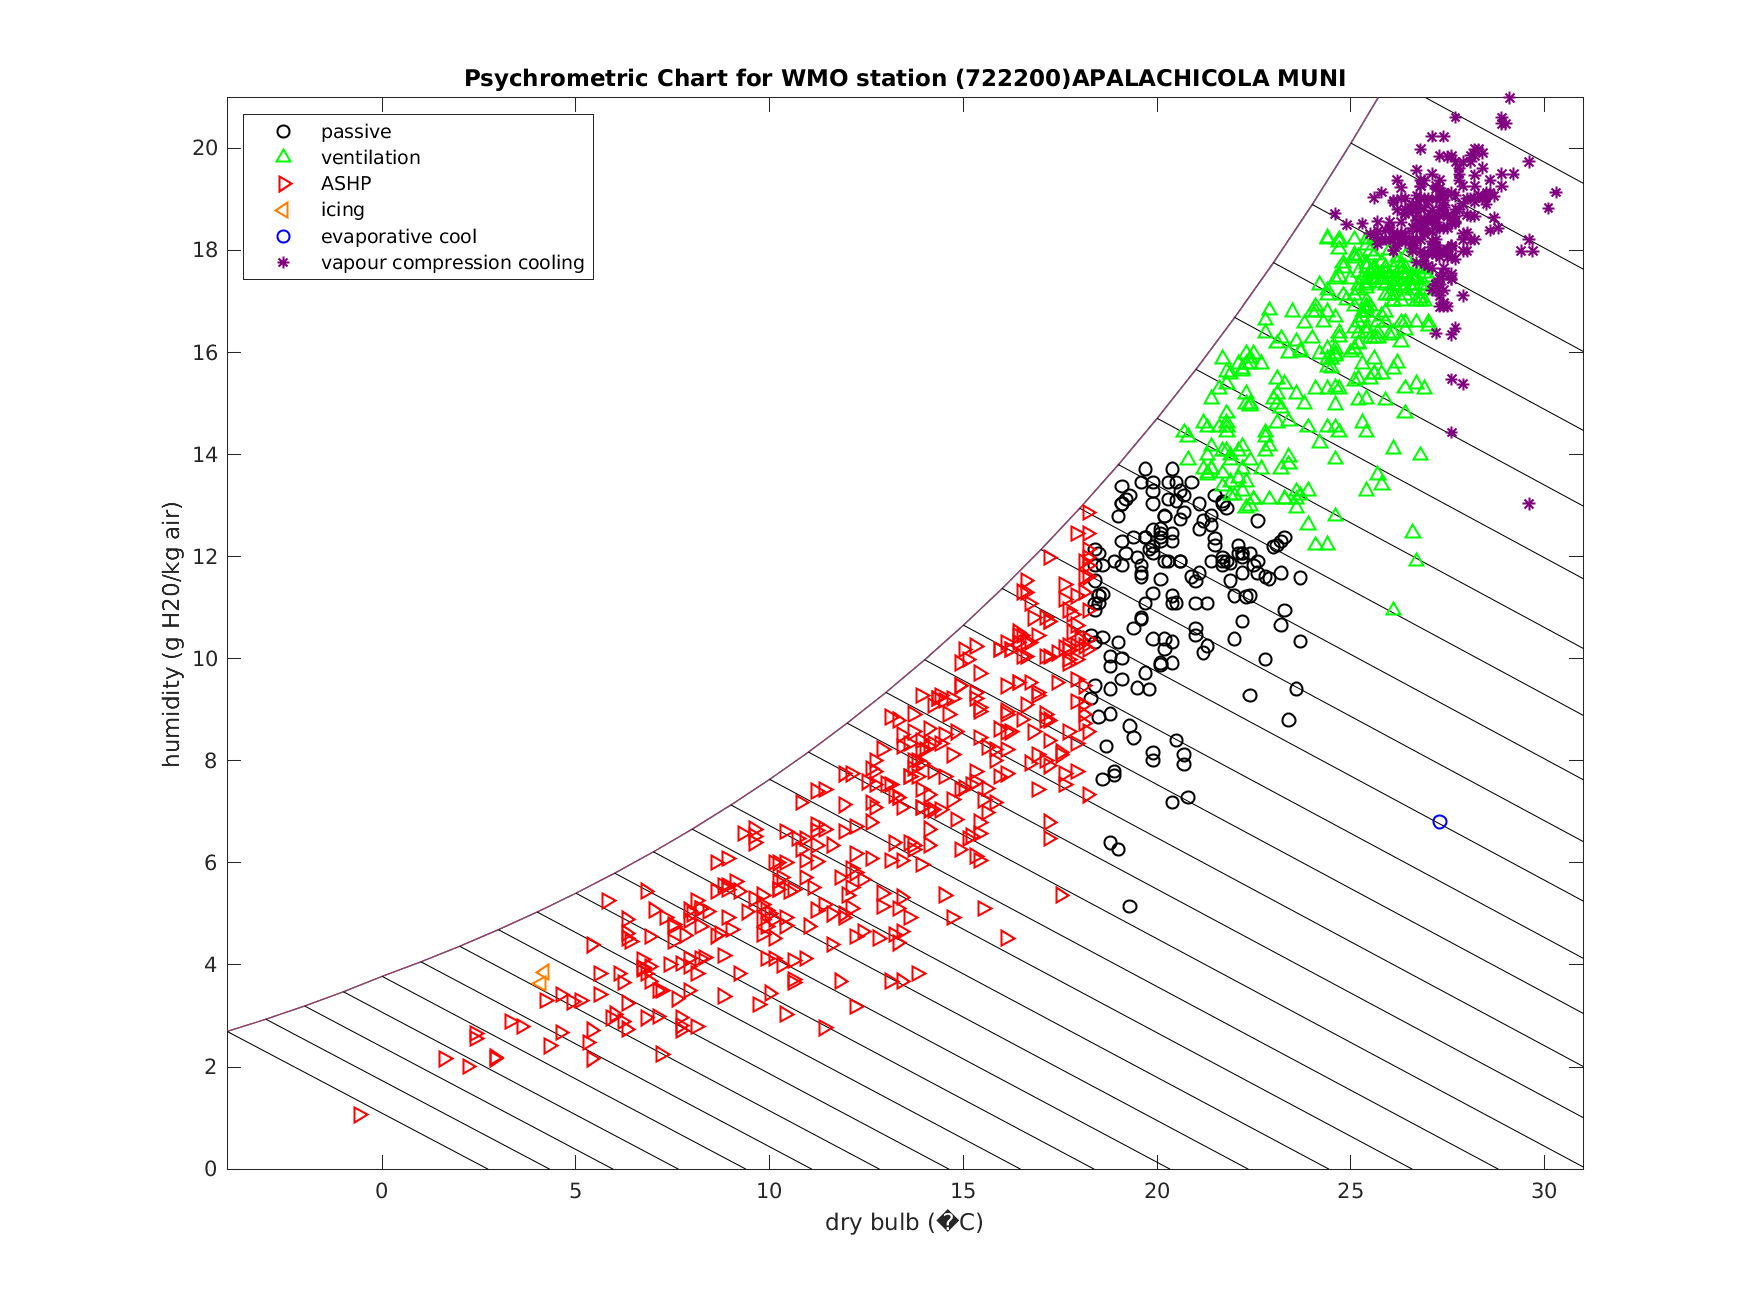 Psychrometric Chart for WMO station (722200)APALACHICOLA MUNI
passive
ventilation
ASHP
icing
evaporative cool
vapour compression cooling
20
18
16
14
12
10
8
6
4
2
0
humidity (g H20/kg air)
0 5 10 15 20 25 30
dry bulb (�C)